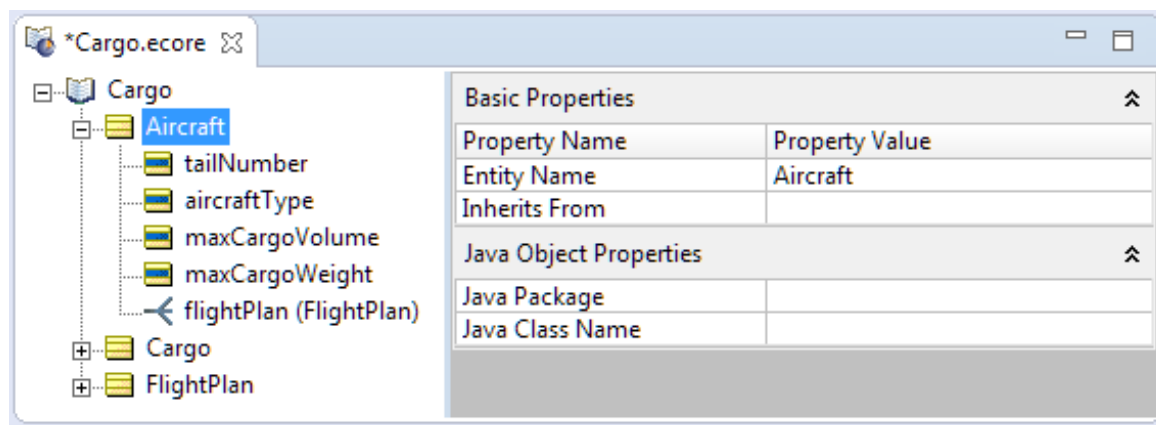 *Cargo.ecore
Cargo
Aircraft
tailNumber
aircraftType
maxCargoVolume
maxCargoWeight
flightPlan (FlightPlan)
Cargo
FlightPlan
Basic Properties
Property Name Property Value
Entity Name Aircraft
Inherits From
Java Object Properties
Java Package
Java Class Name